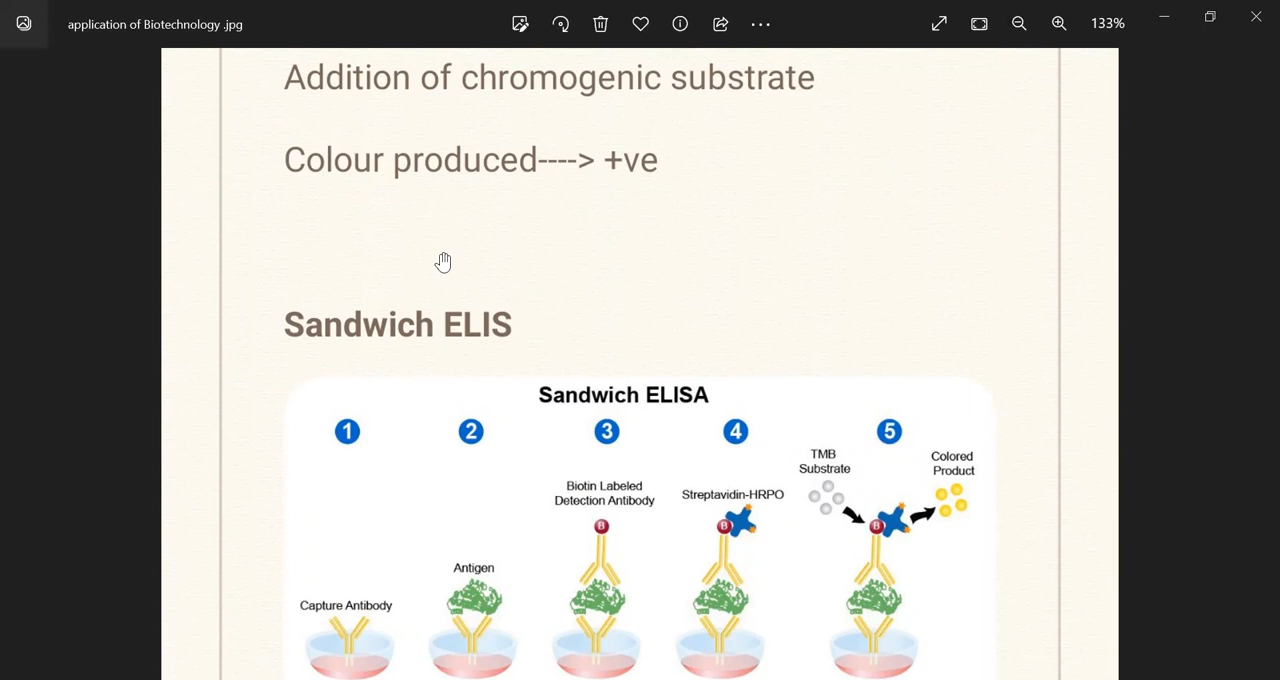 application of Biotechnology .jpg
133%
Addition of chromogenic substrate
Colour produced----> +ve
Sandwich ELIS
Sandwich ELISA
1 2 3 4 5
TMB
Substrate
Colored
Product
Biotin Labeled
Detection Antibody
Streptavidin-HRPO
B B B
Antigen
Capture Antibody